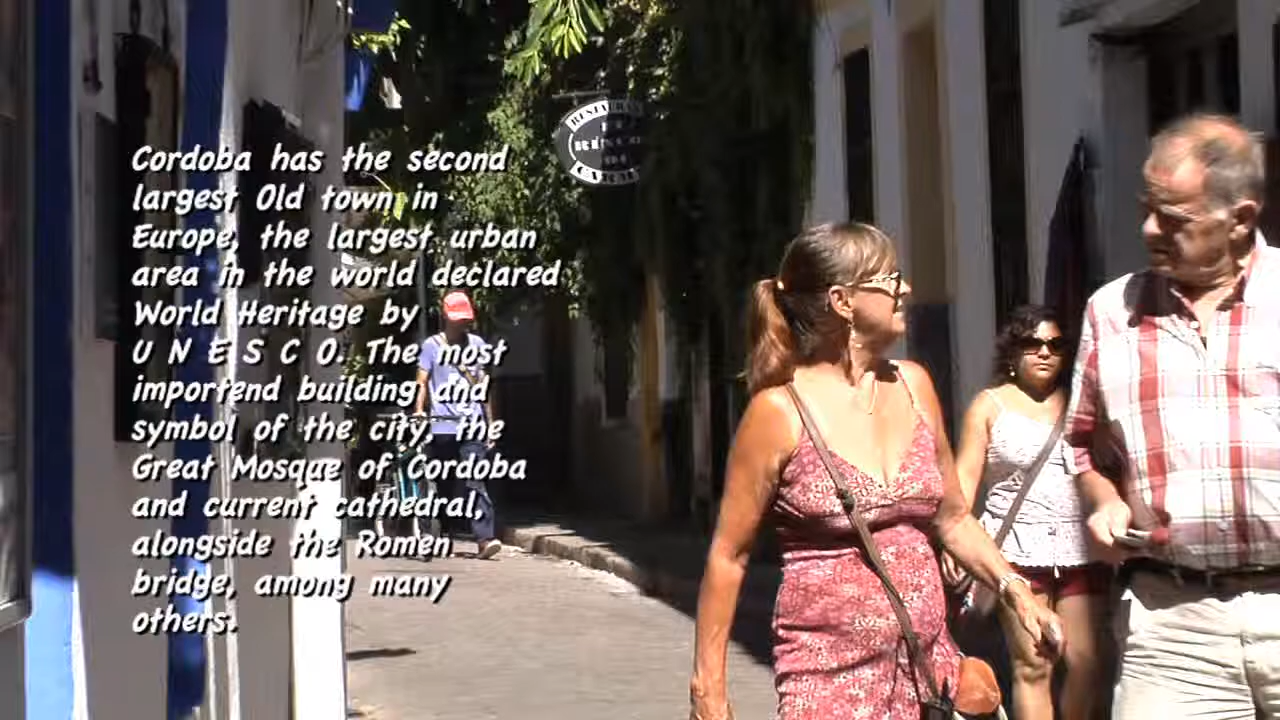 Cordoba has the second
largest Old town in
Europe, the largest urban
area in the world declared
World Heritage by
U N E S C O. The most
importend building and
symbol of the city, the
Great Mosque of Cordoba
and current cathedral,
alongside the Romen
bridge, among many
others.